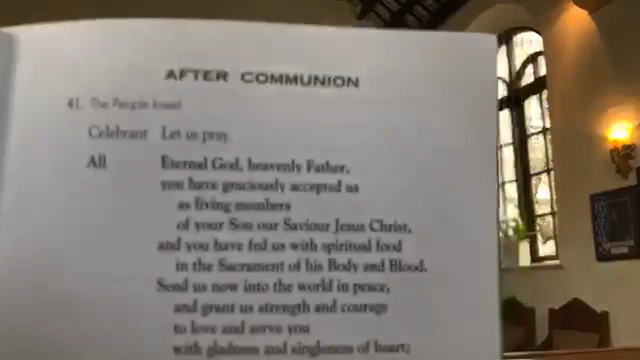 AFTER COMMUNION
41. The People kneel
Celebrant Let us pray.
All Eternal God, heavenly Father,
you have graciously accepted us
as living members
of your Son our Saviour Jesus Christ,
and you have fed us with spiritual food
in the Sacrament of his Body and Blood.
Send us now into the world in peace,
and grant us strength and courage
to love and serve you
with gladness and singleness of heart;